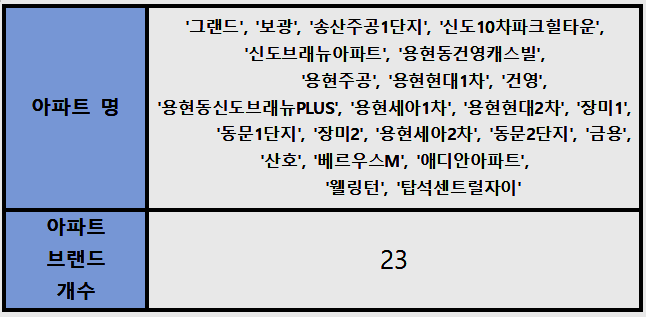 아파트 명
'그랜드', '보광', '송산주공1단지', '신도10차파크힐타운',
'신도브래뉴아파트', '용현동건영캐스빌',
'용현주공', '용현현대1차', '건영',
'용현동신도브래뉴PLUS', '용현세아1차', '용현현대2차', '장미1',
'동문1단지', '장미2', '용현세아2차', '동문2단지', '금용',
'산호', '베르우스M', '애디안아파트',
'웰링턴', '탑석센트럴자이'
아파트
브랜드
개수
23